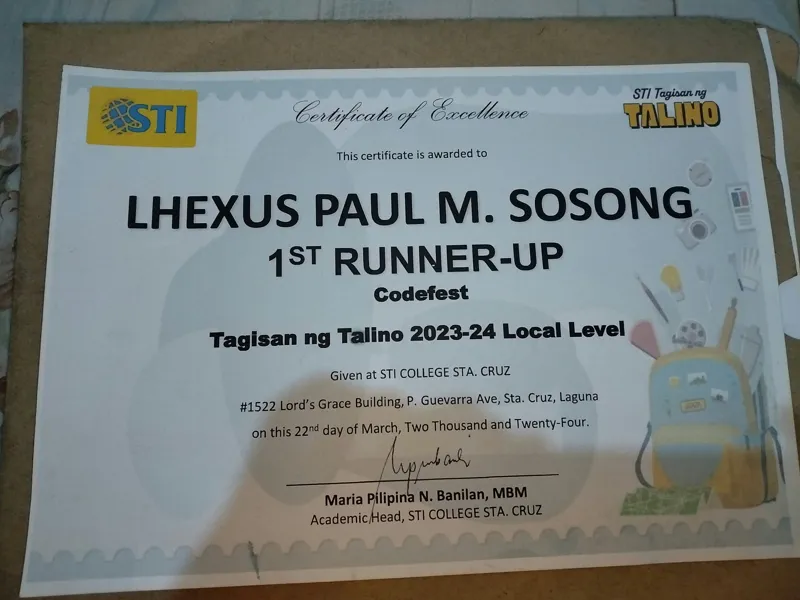 STI
Certificate of Excellence
STI Tagisan ng
TALINO
This certificate is awarded to
LHEXUS PAUL M. SOSONG
1ST RUNNER-UP
Codefest
Tagisan ng Talino 2023-24 Local Level
Given at STI COLLEGE STA. CRUZ
#1522 Lord's Grace Building, P. Guevarra Ave, Sta. Cruz, Laguna
on this 22nd day of March, Two Thousand and Twenty-Four.
Maria Pilipina N. Banilan, MBM
Academic Head, STI COLLEGE STA. CRUZ